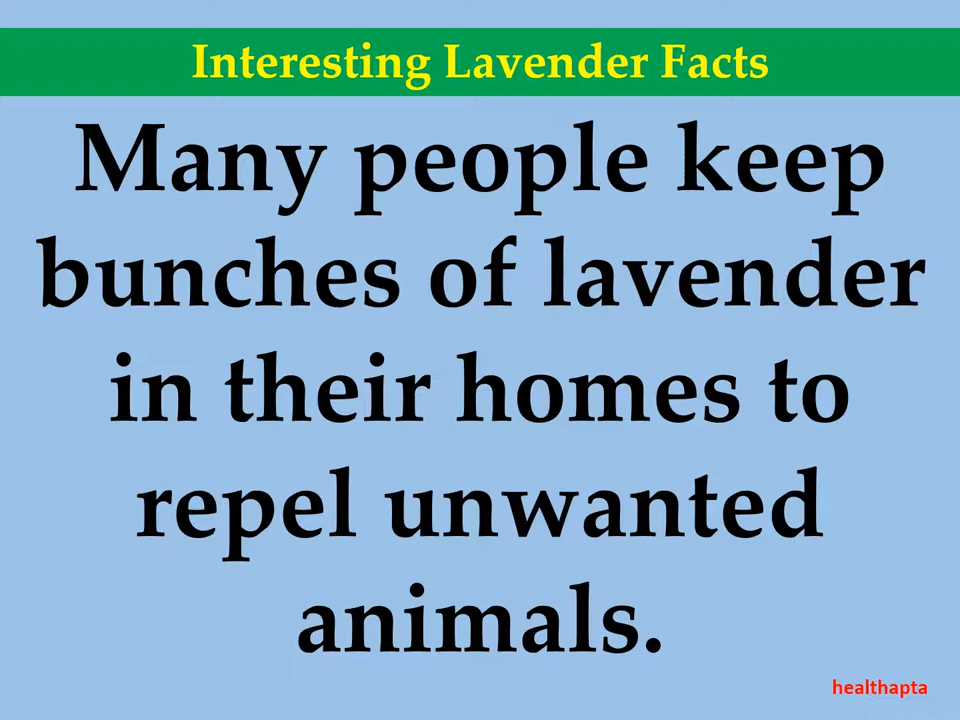 Interesting Lavender Facts
Many people keep
bunches of lavender
in their homes to
repel unwanted
animals.
healthapta